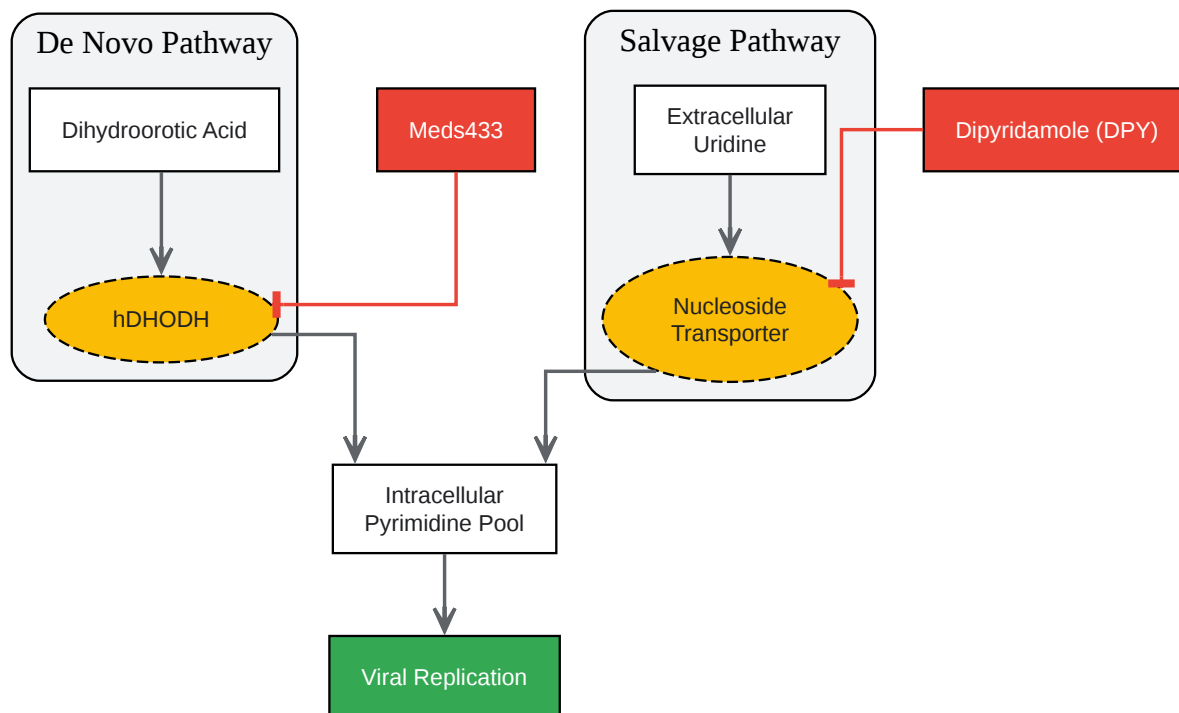 De Novo Pathway
Salvage Pathway
Dihydroorotic Acid
Meds433
Extracellular
Uridine
Dipyridamole (DPY)
hDHODH
Nucleoside
Transporter
Intracellular
Pyrimidine Pool
Viral Replication